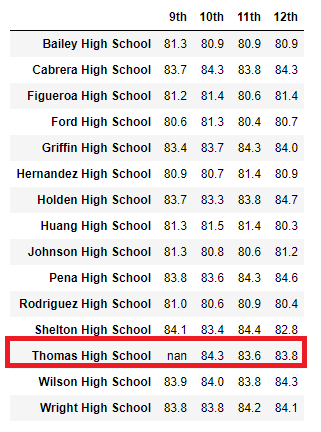 9th 10th 11th 12th
Bailey High School 81.3 80.9 80.9 80.9
Cabrera High School 83.7 84.3 83.8 84.3
Figueroa High School 81.2 81.4 80.6 81.4
Ford High School 80.6 81.3 80.4 80.7
Griffin High School 83.4 83.7 84.3 84.0
Hernandez High School 80.9 80.7 81.4 80.9
Holden High School 83.7 83.3 83.8 84.7
Huang High School 81.3 81.5 81.4 80.3
Johnson High School 81.3 80.8 80.6 81.2
Pena High School 83.8 83.6 84.3 84.6
Rodriguez High School 81.0 80.6 80.9 80.4
Shelton High School 84.1 83.4 84.4 82.8
Thomas High School nan 84.3 83.6 83.8
Wilson High School 83.9 84.0 83.8 84.3
Wright High School 83.8 83.8 84.2 84.1